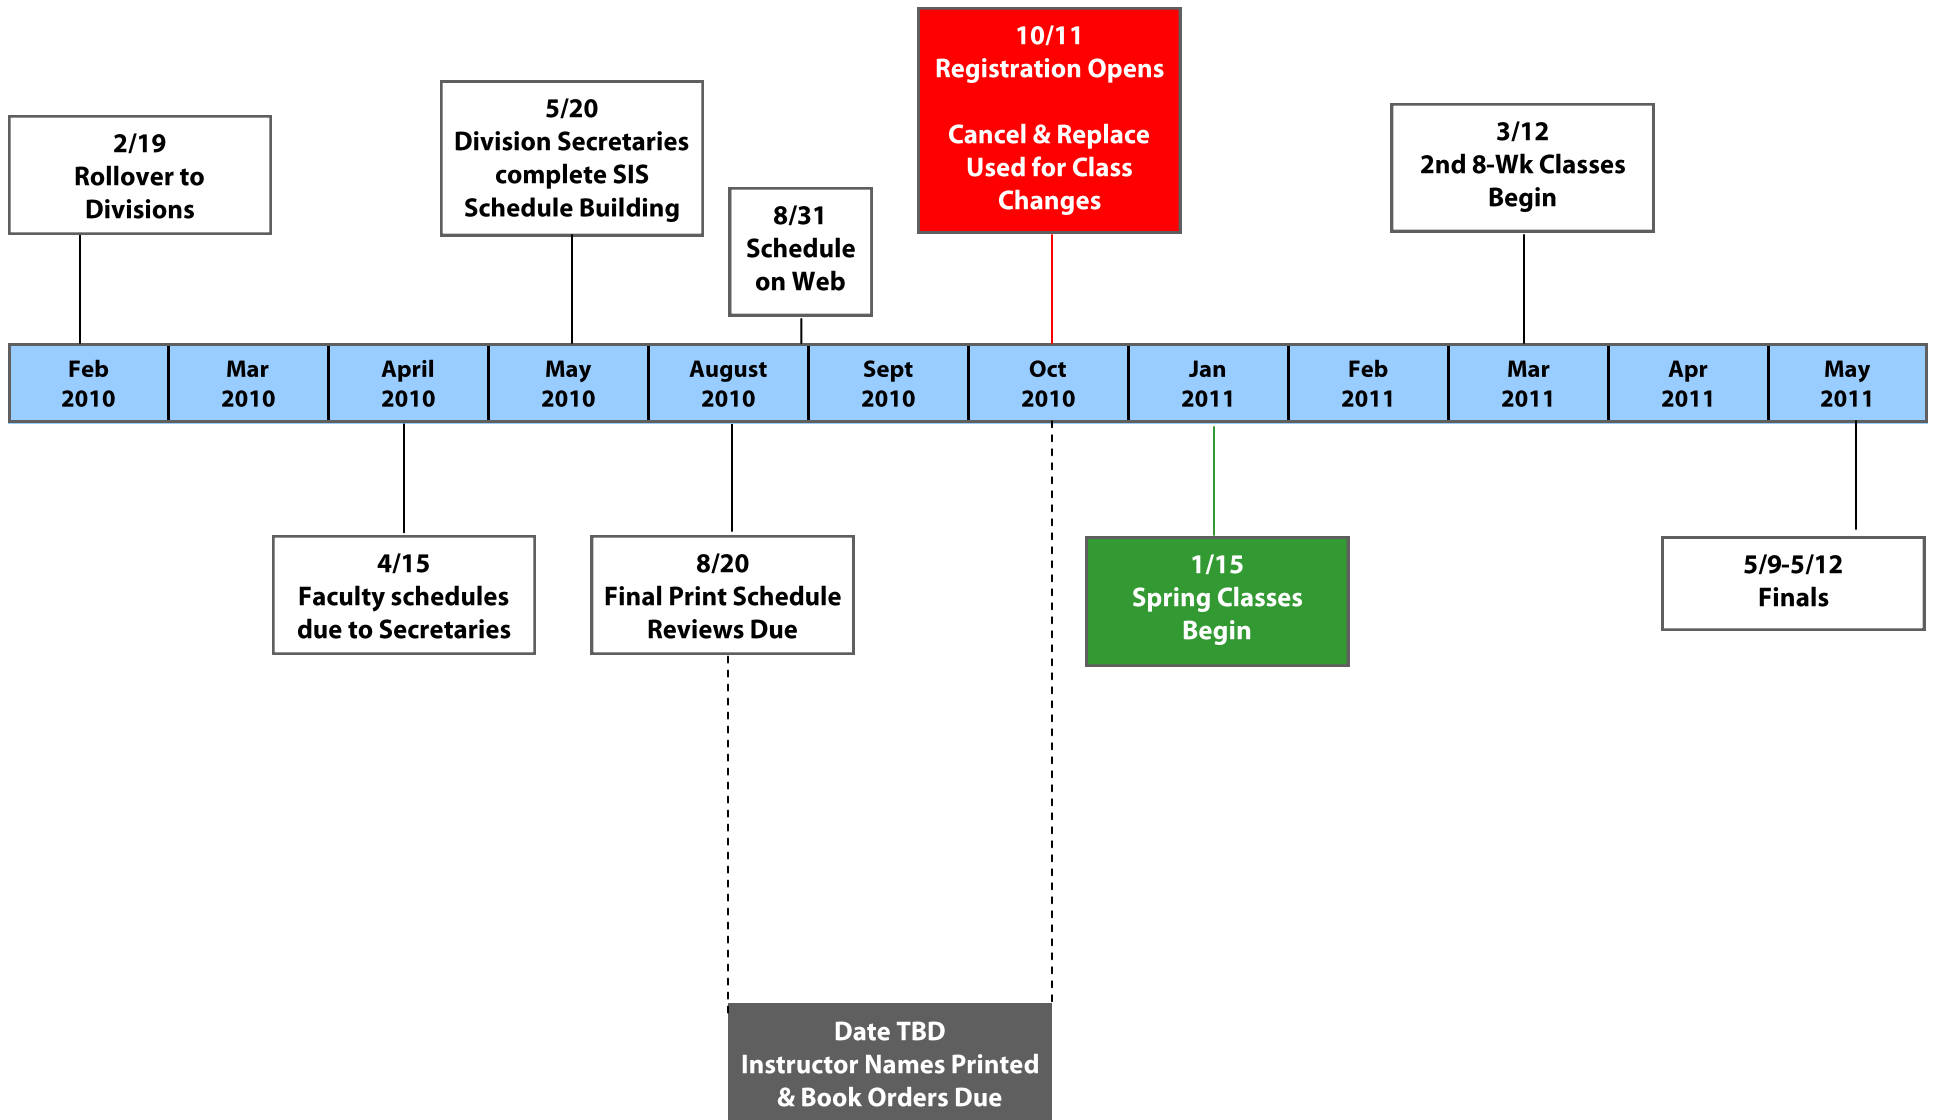 10/11
Registration Opens
Cancel & Replace
Used for Class
Changes
5/20
Division Secretaries
complete SIS
Schedule Building
3/12
2nd 8-Wk Classes
Begin
2/19
Rollover to
Divisions
8/31
Schedule
on Web
Feb
2010
Mar
2010
April
2010
May
2010
August
2010
Sept
2010
Oct
2010
Jan
2011
Feb
2011
Mar
2011
Apr
2011
May
2011
4/15
Faculty schedules
due to Secretaries
8/20
Final Print Schedule
Reviews Due
1/15
Spring Classes
Begin
5/9-5/12
Finals
Date TBD
Instructor Names Printed
& Book Orders Due